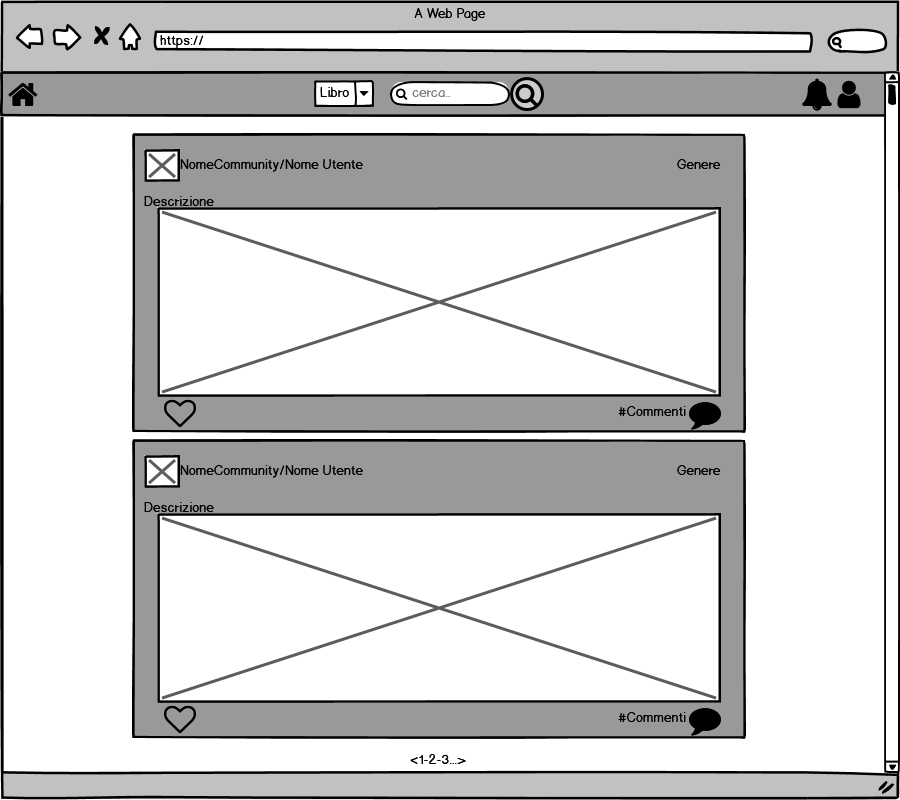 A Web Page
https://
Libro
cerca..
NomeCommunity/Nome Utente
Genere
Descrizione
#Commenti
NomeCommunity/Nome Utente
Genere
Descrizione
#Commenti
<1-2-3...>